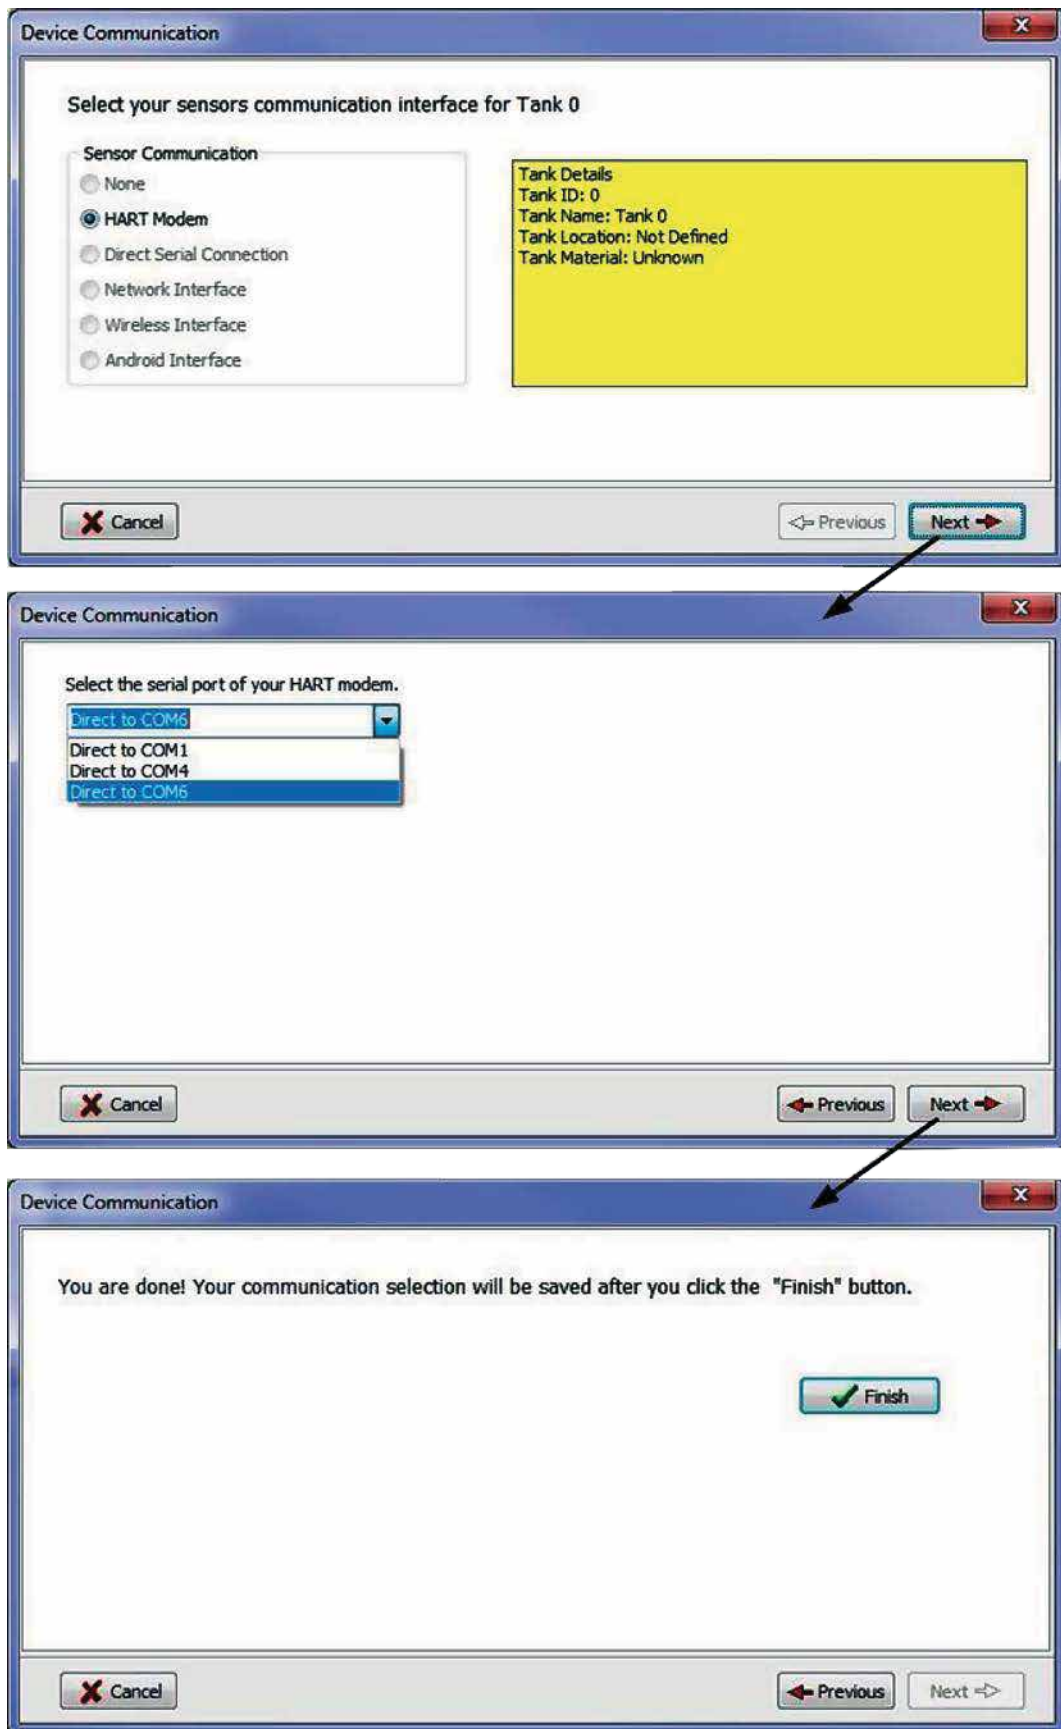 Device Communication
X
Select your sensors communication interface for Tank 0
Sensor Communication
None
HART Modem
Direct Serial Connection
Network Interface
Wireless Interface
Android Interface
Tank Details
Tank ID: 0
Tank Name: Tank 0
Tank Location: Not Defined
Tank Material: Unknown
Cancel
Previous
Next
Device Communication
X
Select the serial port of your HART modem.
Direct to COM6
Direct to COM1
Direct to COM4
Direct to COM6
Cancel
Previous
Next
Device Communication
X
You are done! Your communication selection will be saved after you click the "Finish" button.
Finish
Cancel
Previous
Next